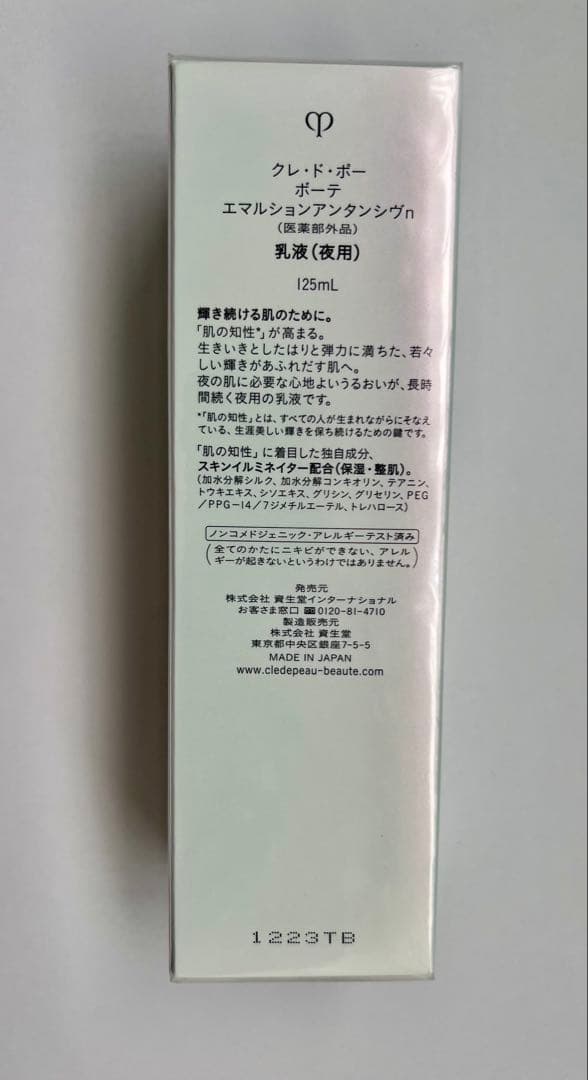 クレ・ド・ポー
ボーテ
エマルションアンタンシヴn
(医薬部外品)
乳液(夜用)
125mL
輝き続ける肌のために。
「肌の知性*」が高まる。
生きいきとしたはりと弾力に満ちた、若々
しい輝きがあふれだす肌へ。
夜の肌に必要な心地よいうるおいが、長時
間続く夜用の乳液です。
*「肌の知性」とは、すべての人が生まれながらにそなえ
ている、生涯美しい輝きを保ち続けるための鍵です。
「肌の知性」に着目した独自成分、
スキンイルミネイター配合(保湿・整肌)。
(加水分解シルク、加水分解コンキオリン、テアニン、
トウキエキス、シソエキス、グリシン、グリセリン、PEG
/PPG-14/7ジメチルエーテル、トレハロース)
ノンコメドジェニック・アレルギーテスト済み
(全てのかたにニキビができない、アレル
ギーが起きないというわけではありません。)
発売元
株式会社 資生堂インターナショナル
お客さま窓口 0120-81-4710
製造販売元
株式会社 資生堂
東京都中央区銀座7-5-5
MADE IN JAPAN
www.cledepeau-beaute.com
1223TB